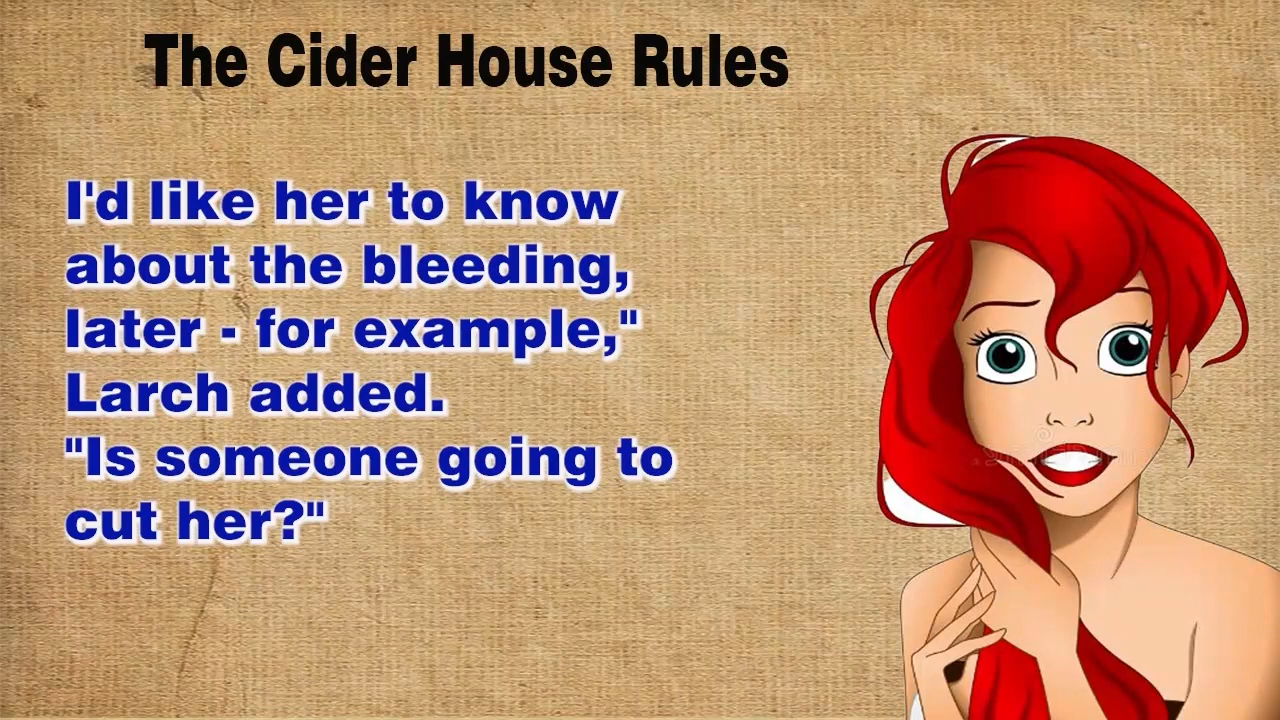 The Cider House Rules
I'd like her to know
about the bleeding,
later - for example,"
Larch added.
"Is someone going to
cut her?"